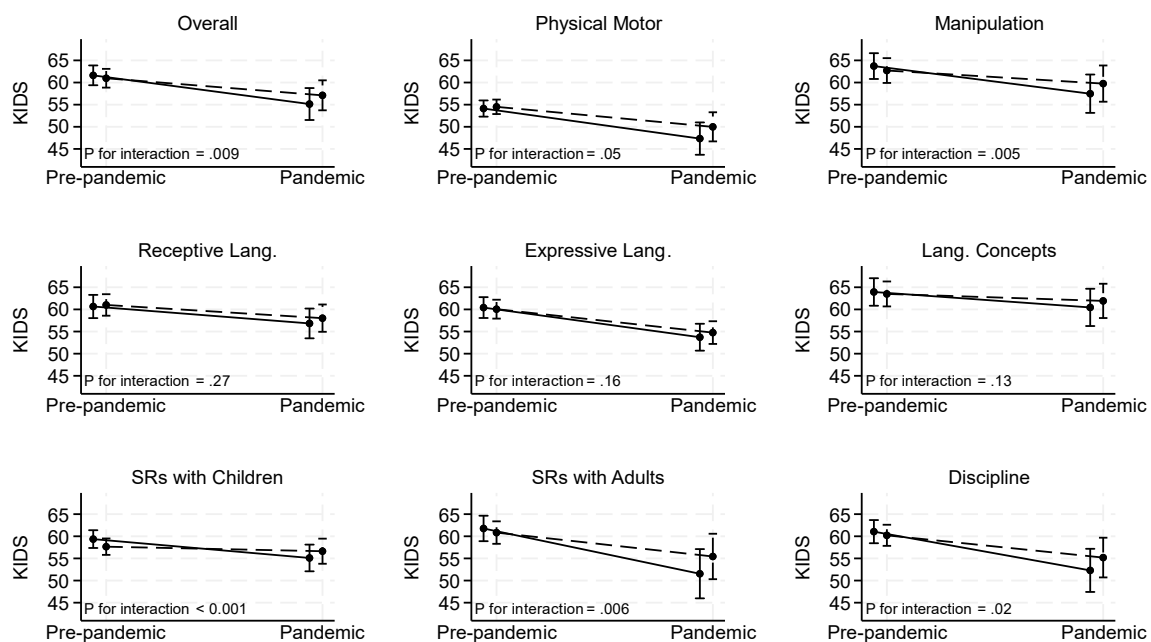 Overall
KIDS
65
60
55
50
45
P for interaction = .009
Pre-pandemic Pandemic
Physical Motor
KIDS
65
60
55
50
45
P for interaction = .05
Pre-pandemic Pandemic
Manipulation
KIDS
65
60
55
50
45
P for interaction = .005
Pre-pandemic Pandemic
Receptive Lang.
KIDS
65
60
55
50
45
P for interaction = .27
Pre-pandemic Pandemic
Expressive Lang.
KIDS
65
60
55
50
45
P for interaction = .16
Pre-pandemic Pandemic
Lang. Concepts
KIDS
65
60
55
50
45
P for interaction = .13
Pre-pandemic Pandemic
SRs with Children
KIDS
65
60
55
50
45
P for interaction < 0.001
Pre-pandemic Pandemic
SRs with Adults
KIDS
65
60
55
50
45
P for interaction = .006
Pre-pandemic Pandemic
Discipline
KIDS
65
60
55
50
45
P for interaction = .02
Pre-pandemic Pandemic